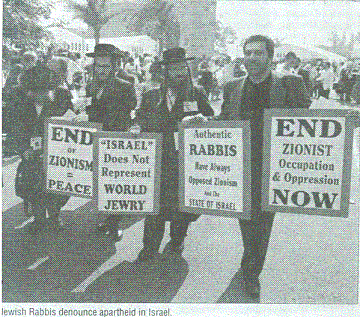 END
OF
ZIONISM
=
PEACE
"ISRAEL"
Does Not
Represent
WORLD
JEWRY
Authentic
RABBIS
Have Always
Opposed Zionism
and the
STATE OF ISRAEL
END
ZIONIST
Occupation
& Oppression
NOW
Jewish Rabbis denounce apartheid in Israel.